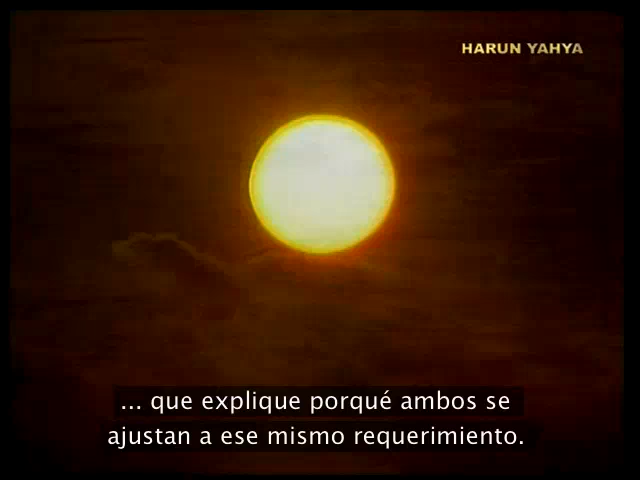 HARUN YAHYA
... que explique porqué ambos se
ajustan a ese mismo requerimiento.